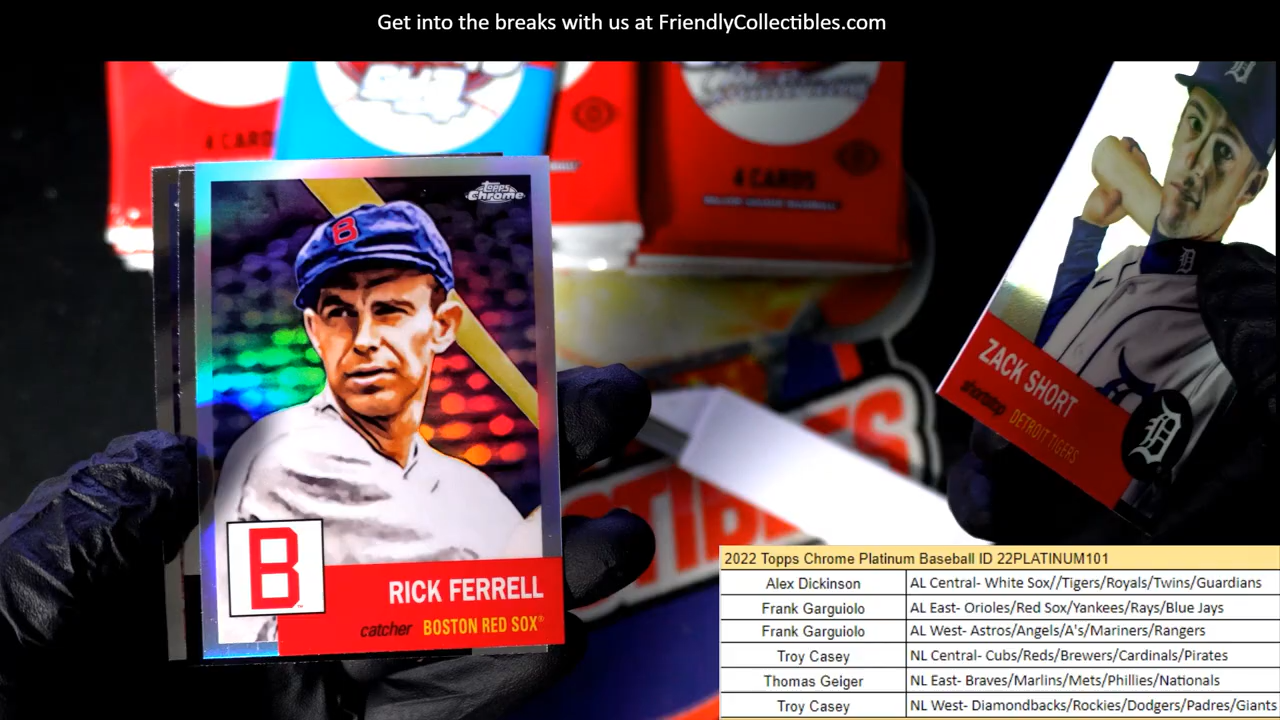 Get into the breaks with us at FriendlyCollectibles.com
4 CARDS
4 CARDS
MAJOR LEAGUE BASEBALL
Topps
Chrome
B
B
RICK FERRELL
catcher BOSTON RED SOX®
D
D
ZACK SHORT
shortstop DETROIT TIGERS
D
2022 Topps Chrome Platinum Baseball ID 22PLATINUM101
Alex Dickinson AL Central- White Sox//Tigers/Royals/Twins/Guardians
Frank Garguiolo AL East- Orioles/Red Sox/Yankees/Rays/Blue Jays
Frank Garguiolo AL West- Astros/Angels/A's/Mariners/Rangers
Troy Casey NL Central- Cubs/Reds/Brewers/Cardinals/Pirates
Thomas Geiger NL East- Braves/Marlins/Mets/Phillies/Nationals
Troy Casey NL West- Diamondbacks/Rockies/Dodgers/Padres/Giants